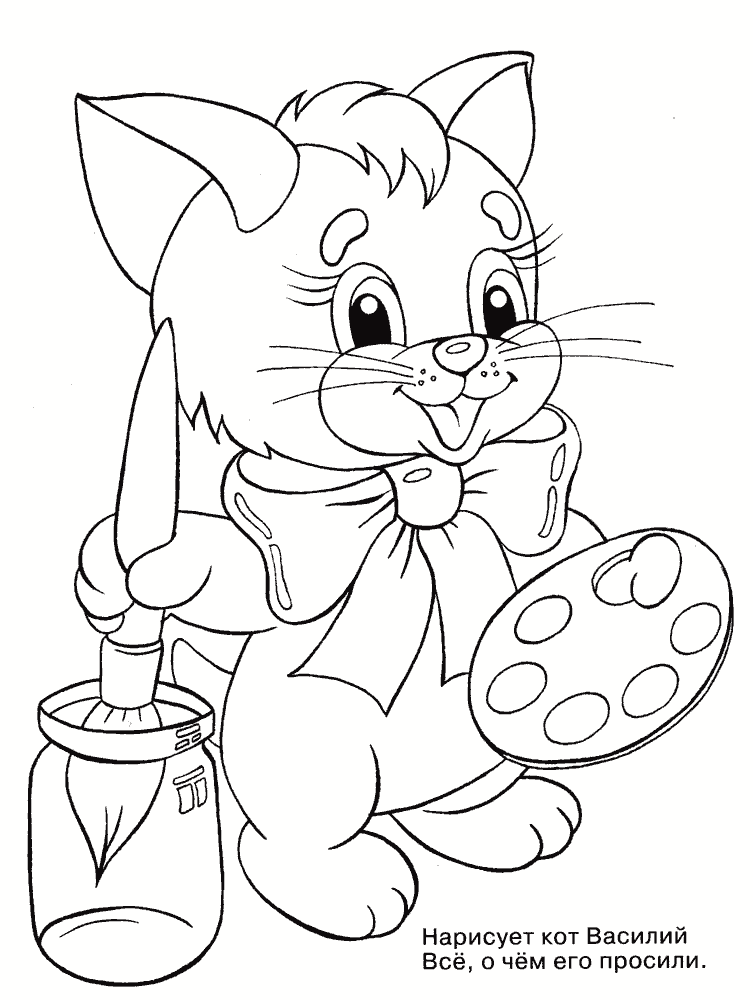 Нарисует кот Василий
Всё, о чём его просили.